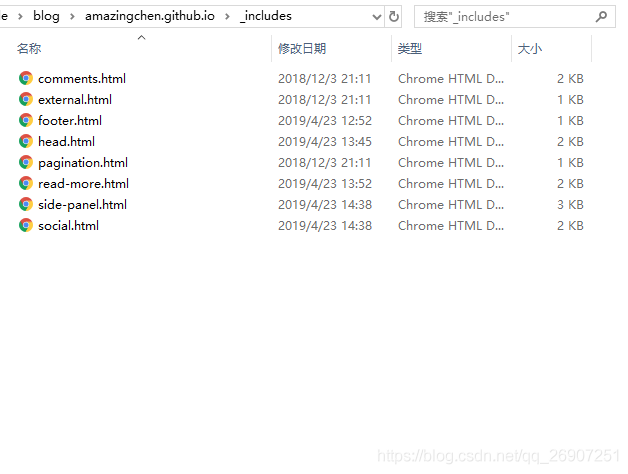 le > blog > amazingchen.github.io > _includes 搜索"_includes"
名称 修改日期 类型 大小
comments.html 2018/12/3 21:11 Chrome HTML D... 2 KB
external.html 2018/12/3 21:11 Chrome HTML D... 1 KB
footer.html 2019/4/23 12:52 Chrome HTML D... 1 KB
head.html 2019/4/23 13:45 Chrome HTML D... 2 KB
pagination.html 2018/12/3 21:11 Chrome HTML D... 1 KB
read-more.html 2019/4/23 13:52 Chrome HTML D... 2 KB
side-panel.html 2019/4/23 14:38 Chrome HTML D... 3 KB
social.html 2019/4/23 14:38 Chrome HTML D... 2 KB
https://blog.csdn.net/qq_26907251